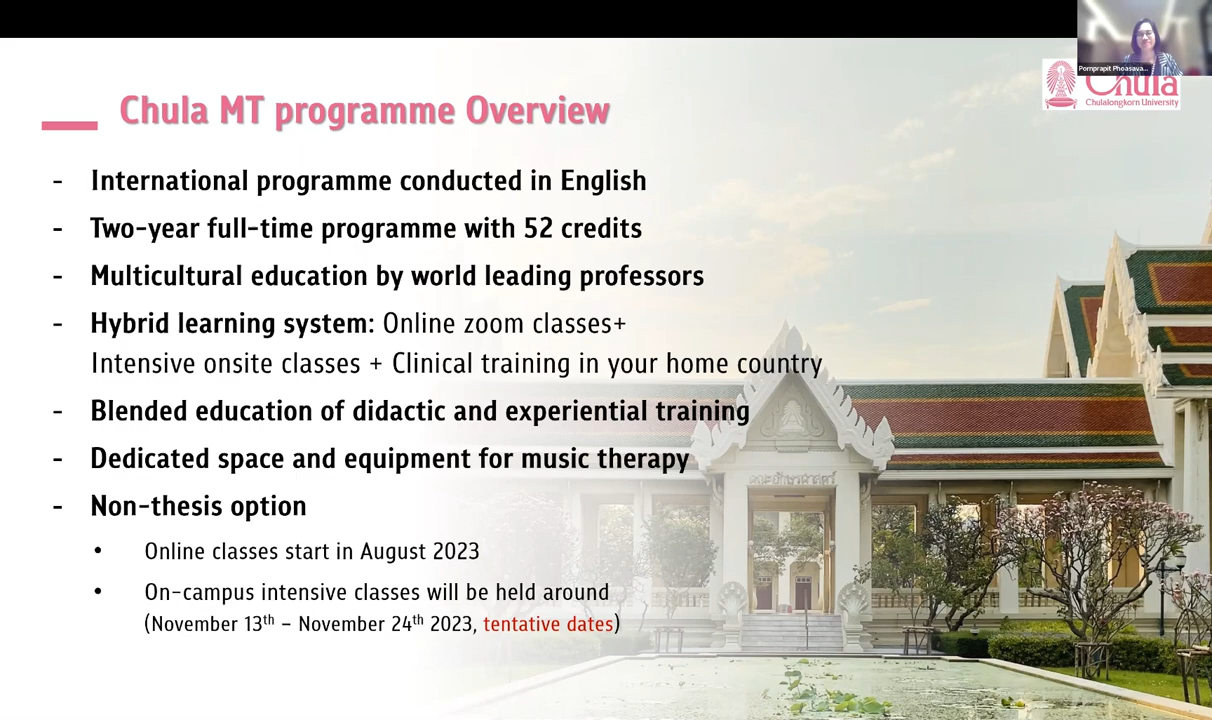 Pornprapit Phoasava...
Chula
Chulalongkorn University
Chula MT programme Overview
- International programme conducted in English
- Two-year full-time programme with 52 credits
- Multicultural education by world leading professors
- Hybrid learning system: Online zoom classes+
Intensive onsite classes + Clinical training in your home country
- Blended education of didactic and experiential training
- Dedicated space and equipment for music therapy
- Non-thesis option
• Online classes start in August 2023
• On-campus intensive classes will be held around
(November 13th – November 24th 2023, tentative dates)